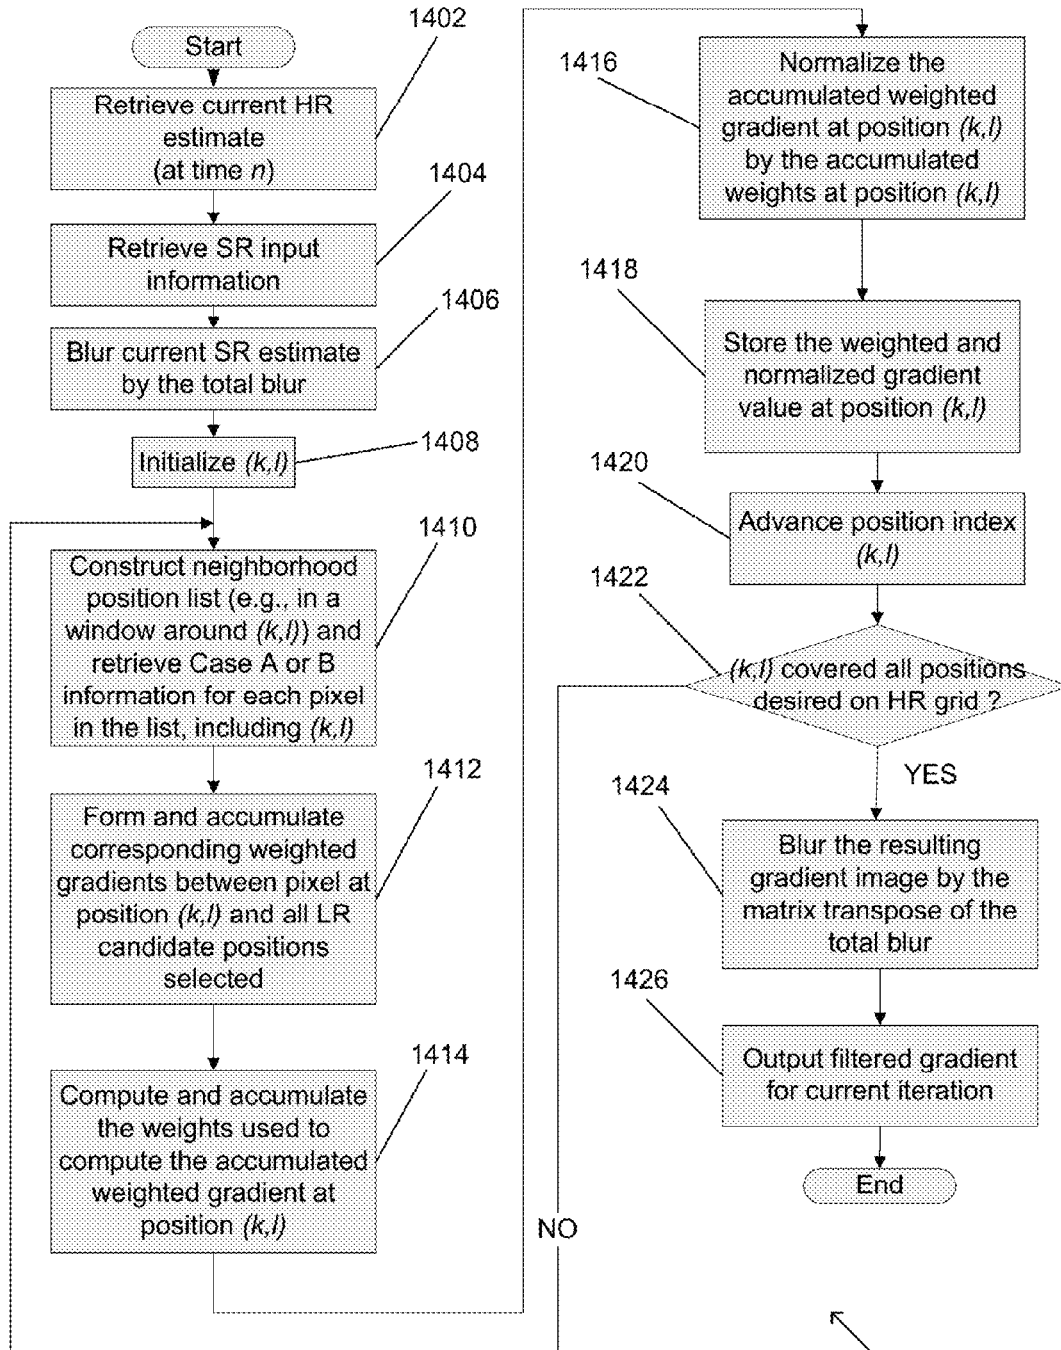 Start
1402
Retrieve current HR
estimate
(at time n)
1404
Retrieve SR input
information
1406
Blur current SR estimate
by the total blur
1408
Initialize (k,l)
1410
Construct neighborhood
position list (e.g., in a
window around (k,l)) and
retrieve Case A or B
information for each pixel
in the list, including (k,l)
1412
Form and accumulate
corresponding weighted
gradients between pixel at
position (k,l) and all LR
candidate positions
selected
1414
Compute and accumulate
the weights used to
compute the accumulated
weighted gradient at
position (k,l)
1416
Normalize the
accumulated weighted
gradient at position (k,l)
by the accumulated
weights at position (k,l)
1418
Store the weighted and
normalized gradient
value at position (k,l)
1420
Advance position index
(k,l)
1422
(k,l) covered all positions
desired on HR grid ?
YES
NO
1424
Blur the resulting
gradient image by the
matrix transpose of the
total blur
1426
Output filtered gradient
for current iteration
End